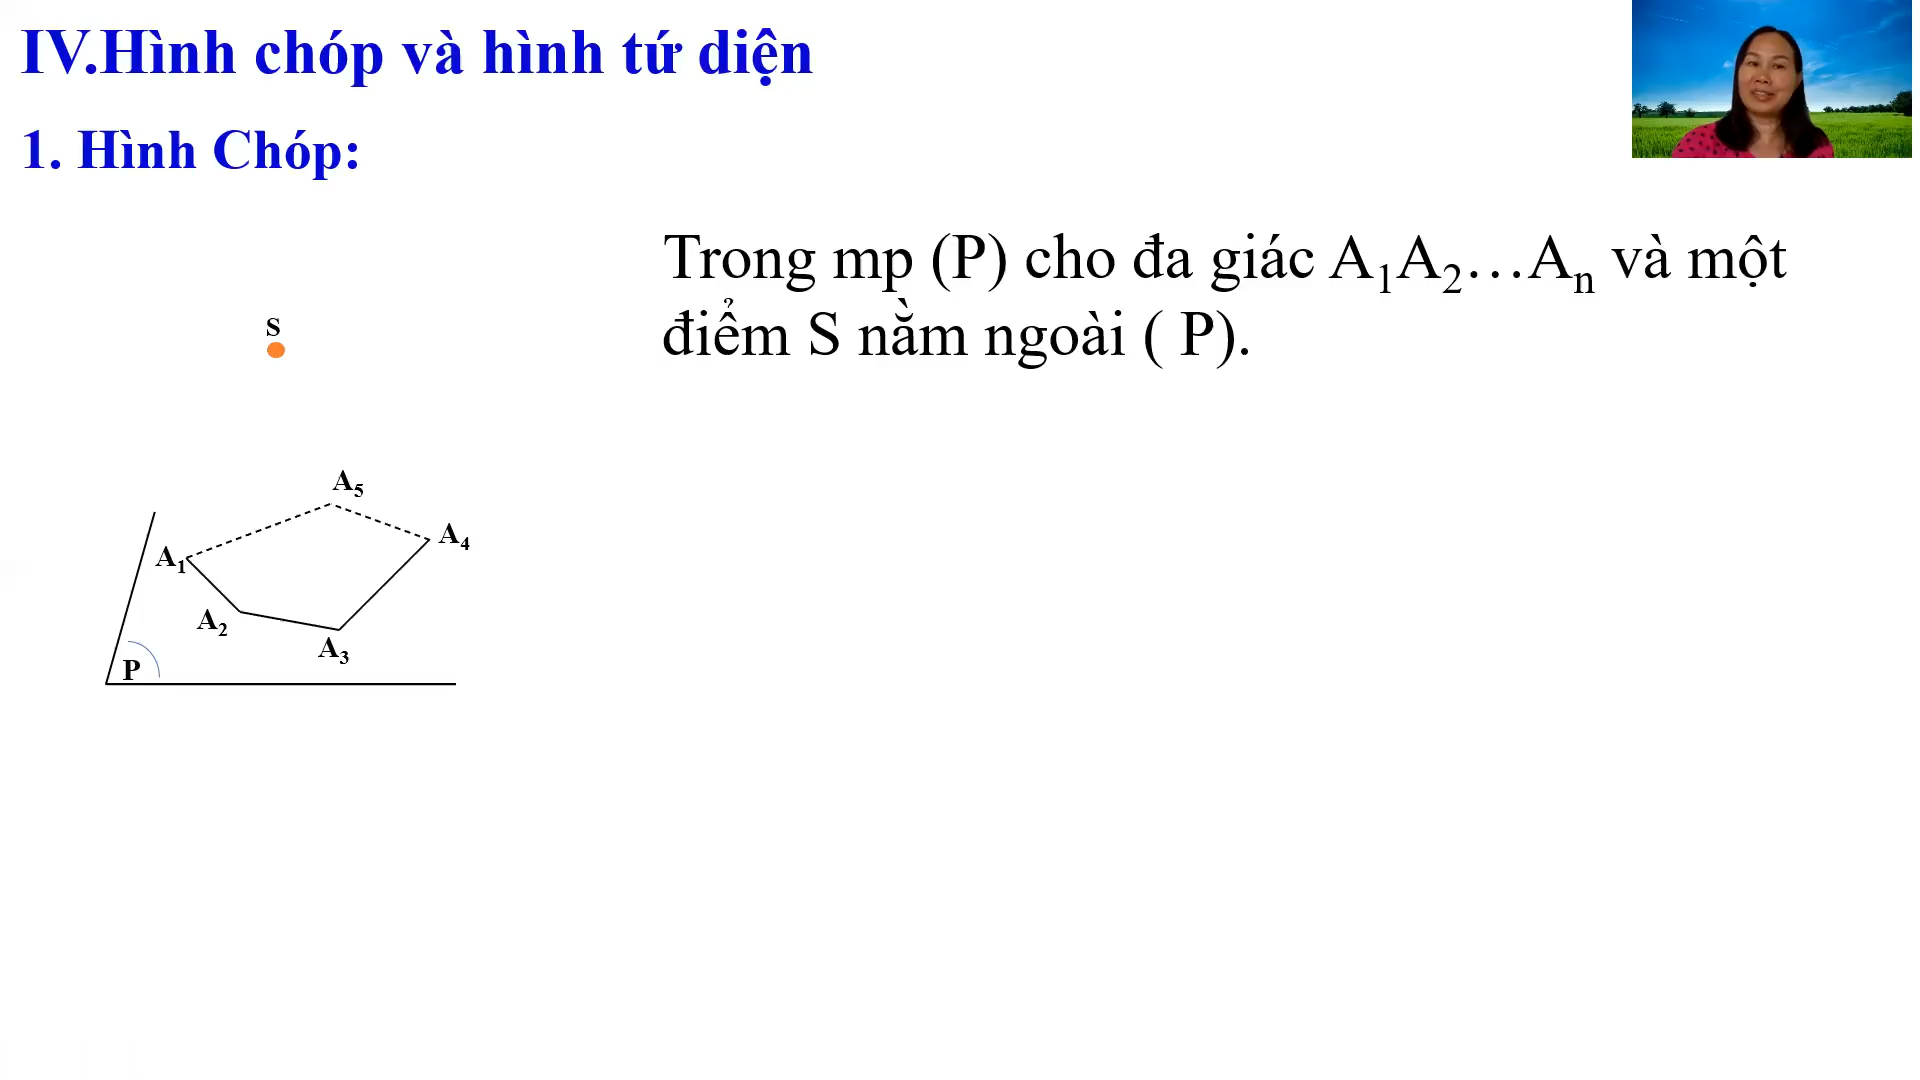 IV.Hình chóp và hình tứ diện
1. Hình Chóp:
Trong mp (P) cho đa giác A₁A₂…Aₙ và một
điểm S nằm ngoài ( P).
S
A₅
A₄
A₁
A₂
A₃
P